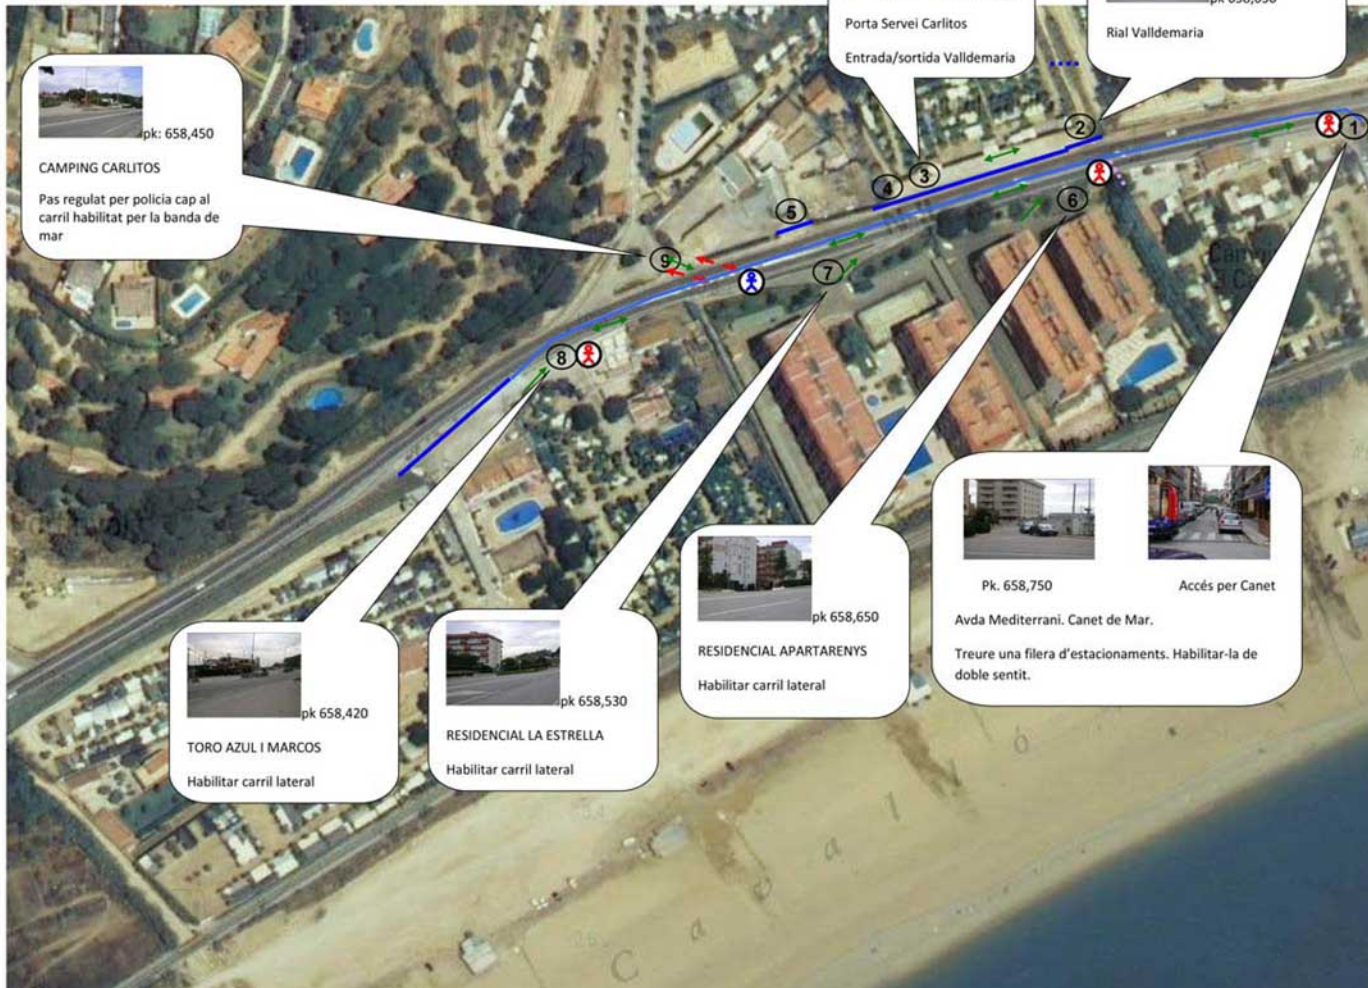 Porta Servei Carlitos
Entrada/sortida Valldemaria
Rial Valldemaria
pk: 658,450
CAMPING CARLITOS
Pas regulat per policia cap al
carril habilitat per la banda de
mar
1
2
3
4
5
6
7
8
9
pk 658,420
TORO AZUL I MARCOS
Habilitar carril lateral
pk 658,530
RESIDENCIAL LA ESTRELLA
Habilitar carril lateral
pk 658,650
RESIDENCIAL APARTARENYS
Habilitar carril lateral
Pk. 658,750
Accés per Canet
Avda Mediterrani. Canet de Mar.
Treure una filera d'estacionaments. Habilitar-la de
doble sentit.